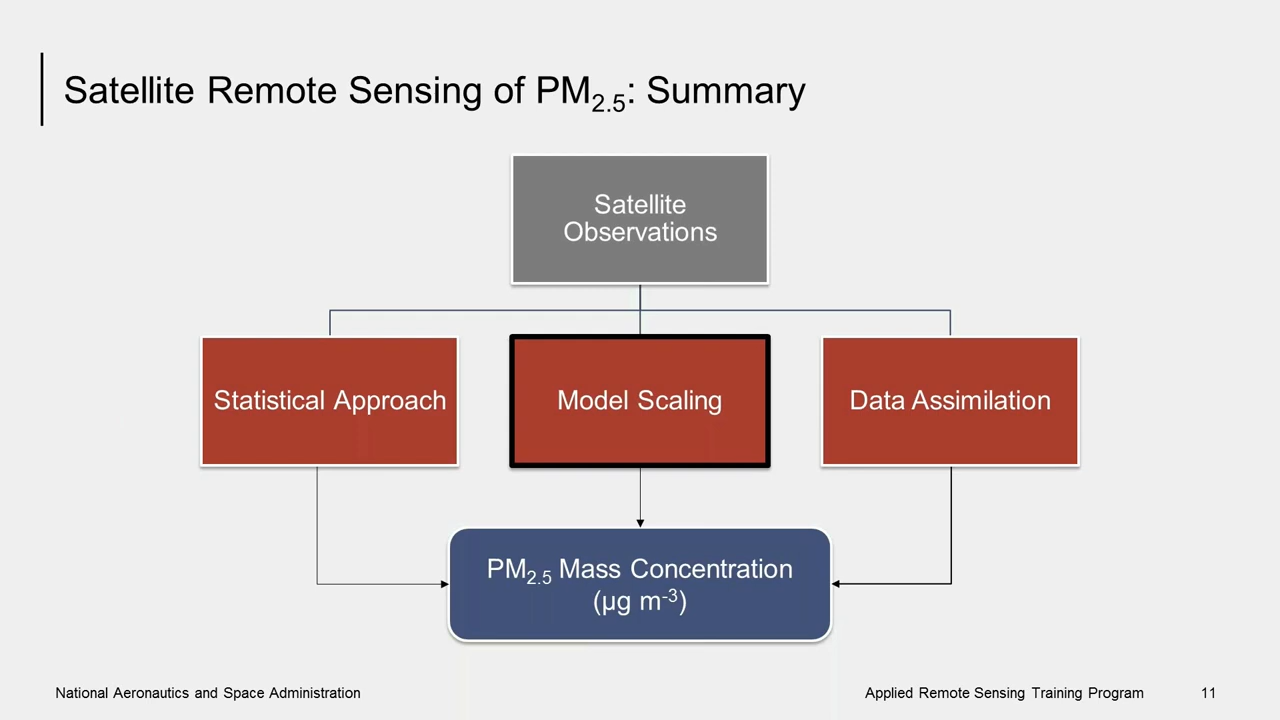 Satellite Remote Sensing of PM2.5: Summary
Satellite
Observations
Statistical Approach
Model Scaling
Data Assimilation
PM2.5 Mass Concentration
(µg m-3)
National Aeronautics and Space Administration
Applied Remote Sensing Training Program
11